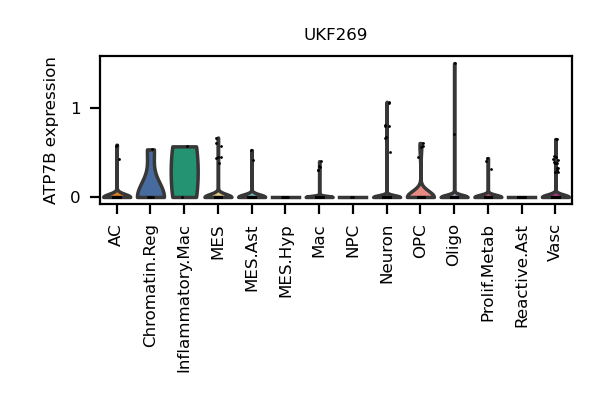 UKF269
ATP7B expression
1
0
AC
Chromatin.Reg
Inflammatory.Mac
MES
MES.Ast
MES.Hyp
Mac
NPC
Neuron
OPC
Oligo
Prolif.Metab
Reactive.Ast
Vasc